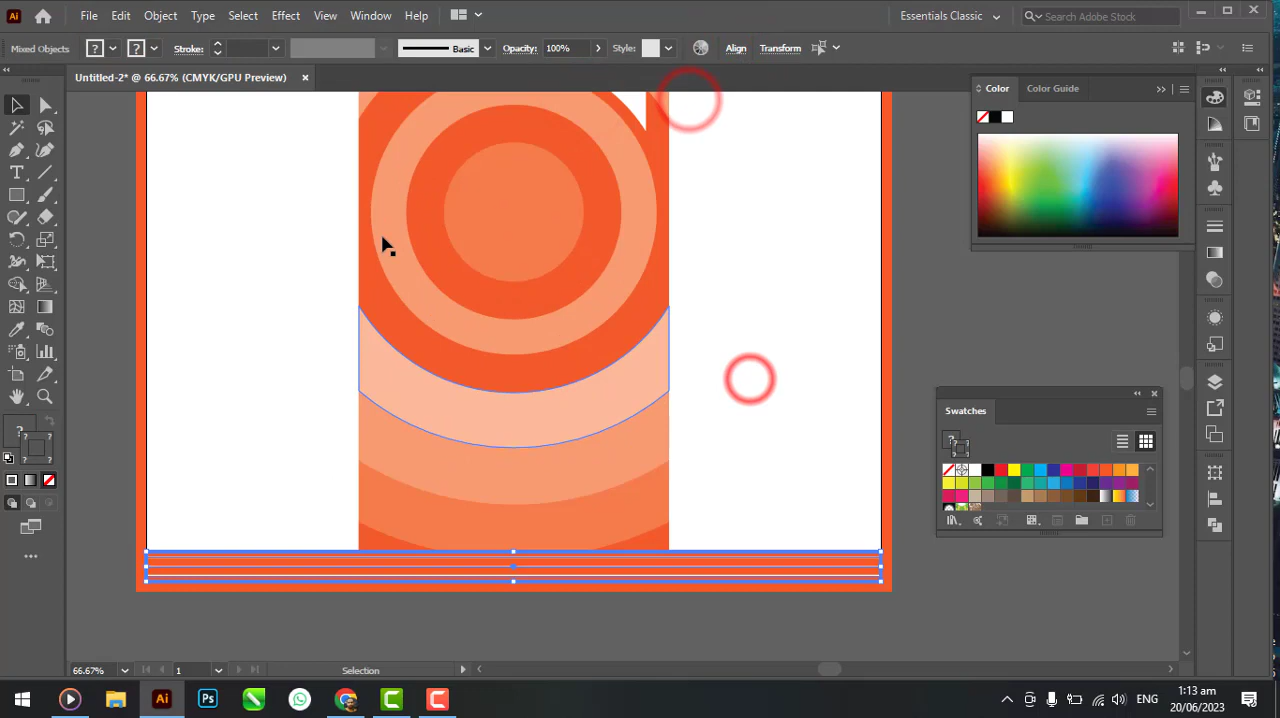 Ai File Edit Object Type Select Effect View Window Help Essentials Classic Search Adobe Stock
Mixed Objects ? ? Stroke: Basic Opacity: 100% Style: Align Transform
Untitled-2* @ 66.67% (CMYK/GPU Preview) ×
Color Color Guide
Swatches
66.67% 1 Selection
Ai Ps ENG 1:13 am
20/06/2023